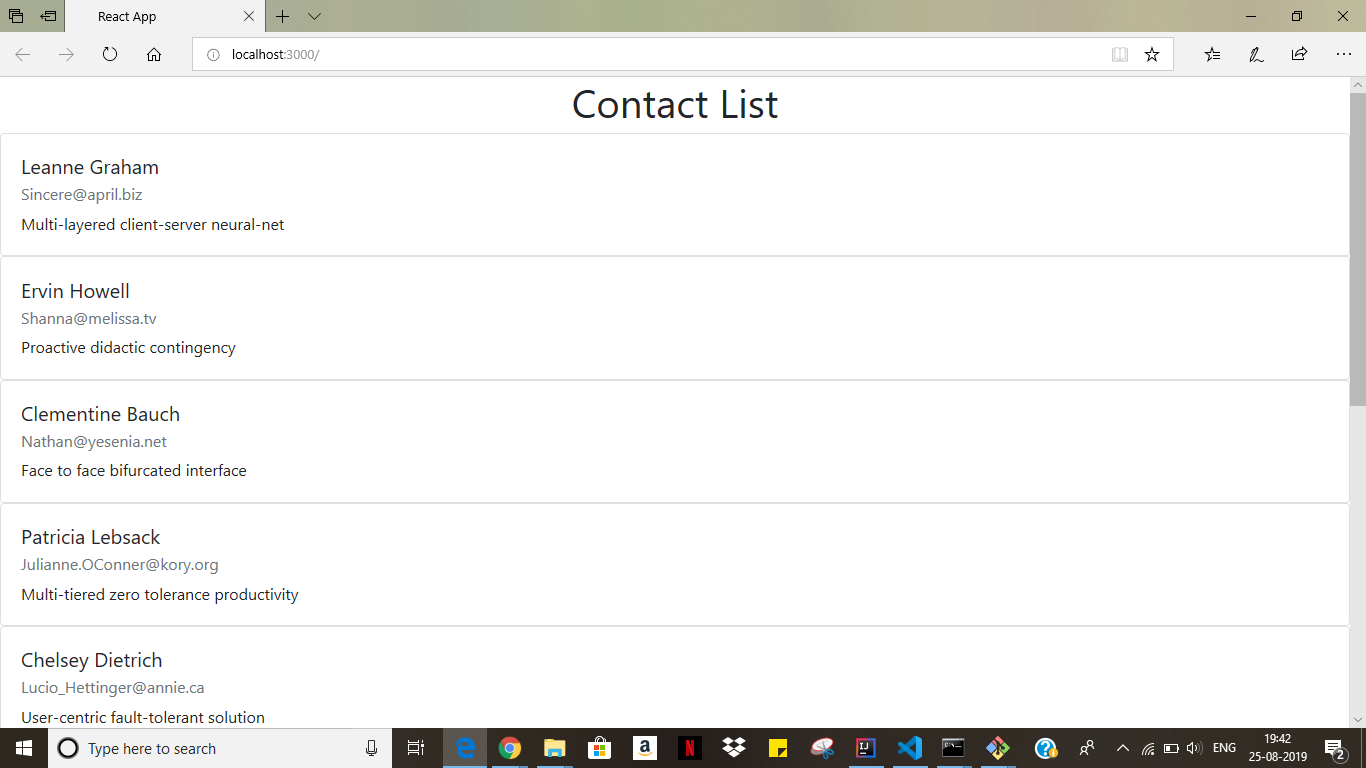 React App
localhost:3000/
Contact List
Leanne Graham
Sincere@april.biz
Multi-layered client-server neural-net
Ervin Howell
Shanna@melissa.tv
Proactive didactic contingency
Clementine Bauch
Nathan@yesenia.net
Face to face bifurcated interface
Patricia Lebsack
Julianne.OConner@kory.org
Multi-tiered zero tolerance productivity
Chelsey Dietrich
Lucio_Hettinger@annie.ca
User-centric fault-tolerant solution
Type here to search
ENG
19:42
25-08-2019
2